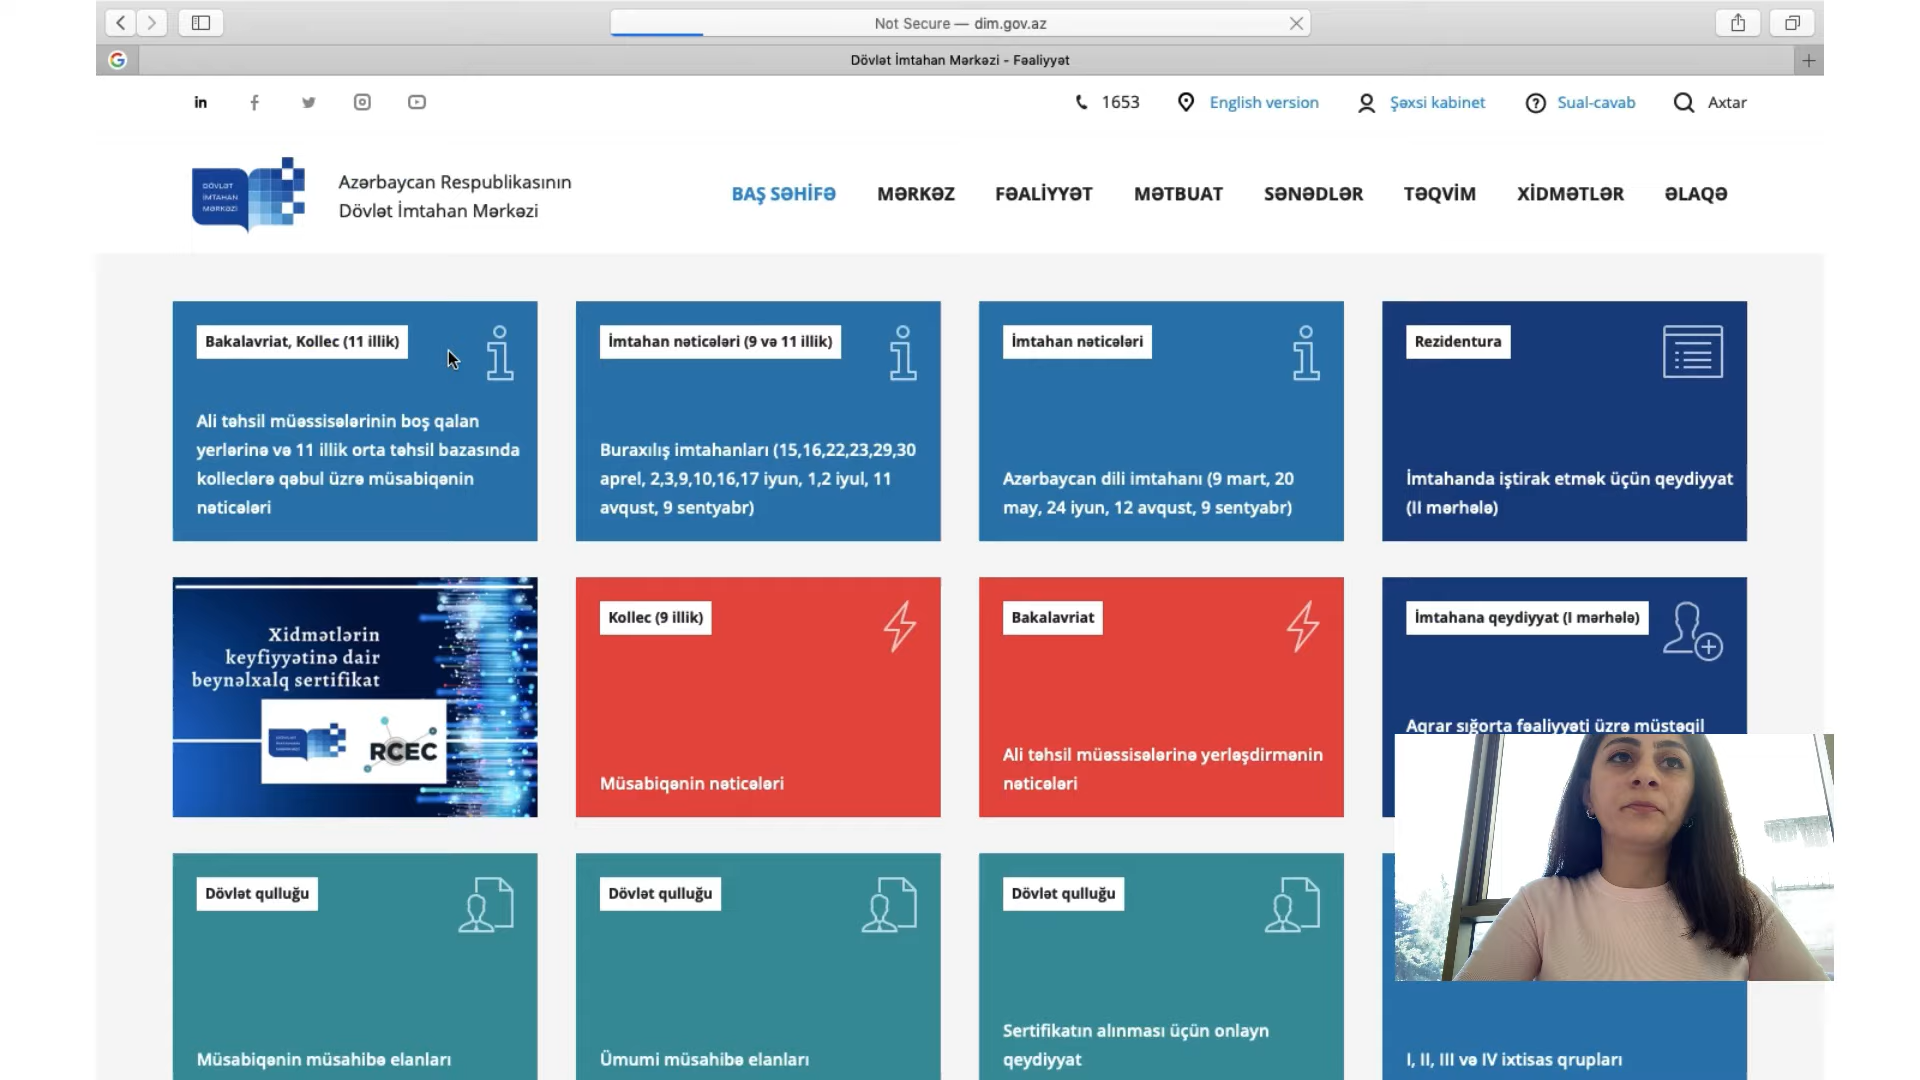 Not Secure — dim.gov.az
Dövlət İmtahan Mərkəzi - Fəaliyyət
1653
English version
Şəxsi kabinet
Sual-cavab
Axtar
DÖVLƏT
İMTAHAN
MƏRKƏZİ
Azərbaycan Respublikasının
Dövlət İmtahan Mərkəzi
BAŞ SƏHİFƏ
MƏRKƏZ
FƏALİYYƏT
MƏTBUAT
SƏNƏDLƏR
TƏQVİM
XİDMƏTLƏR
ƏLAQƏ
Bakalavriat, Kollec (11 illik)
Ali təhsil müəssisələrinin boş qalan
yerlərinə və 11 illik orta təhsil bazasında
kolleclərə qəbul üzrə müsabiqənin
nəticələri
İmtahan nəticələri (9 və 11 illik)
Buraxılış imtahanları (15,16,22,23,29,30
aprel, 2,3,9,10,16,17 iyun, 1,2 iyul, 11
avqust, 9 sentyabr)
İmtahan nəticələri
Azərbaycan dili imtahanı (9 mart, 20
may, 24 iyun, 12 avqust, 9 sentyabr)
Rezidentura
İmtahanda iştirak etmək üçün qeydiyyat
(II mərhələ)
Xidmətlərin
keyfiyyətinə dair
beynəlxalq sertifikat
RCEC
Kollec (9 illik)
Müsabiqənin nəticələri
Bakalavriat
Ali təhsil müəssisələrinə yerləşdirmənin
nəticələri
İmtahana qeydiyyat (I mərhələ)
Aqrar sığorta fəaliyyəti üzrə müstəqil
Dövlət qulluğu
Müsabiqənin müsahibə elanları
Dövlət qulluğu
Ümumi müsahibə elanları
Dövlət qulluğu
Sertifikatın alınması üçün onlayn
qeydiyyat
I, II, III və IV ixtisas qrupları